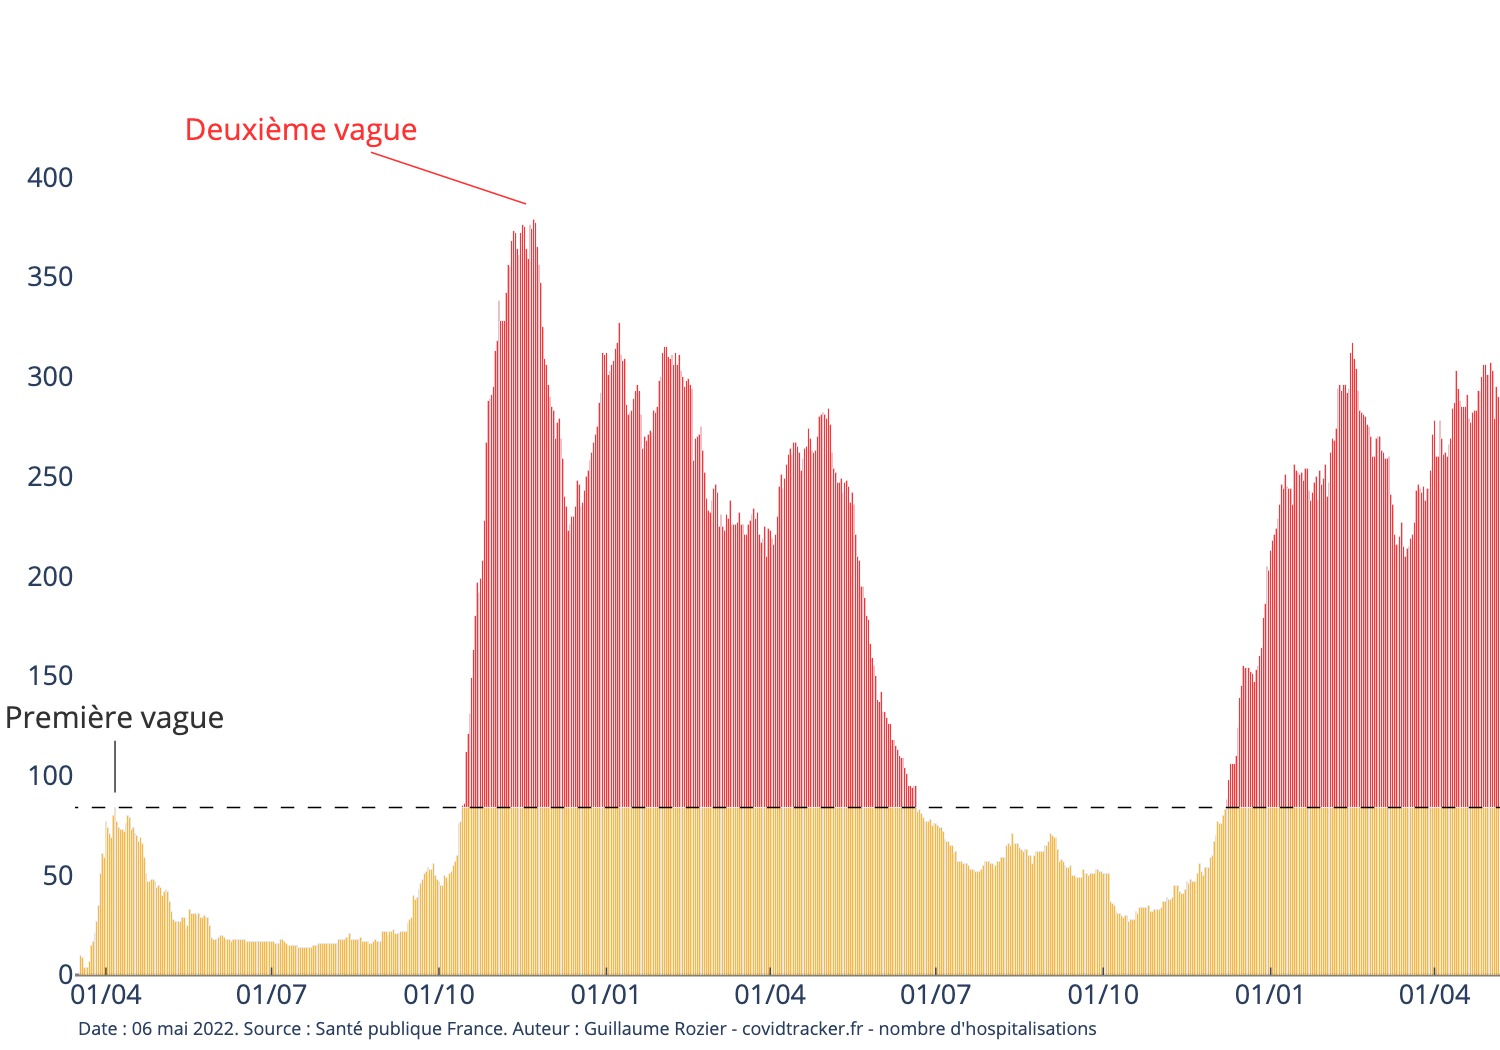 Deuxième vague
400
350
300
250
200
150
Première vague
100
50
0
01/04 01/07 01/10 01/01 01/04 01/07 01/10 01/01 01/04
Date : 06 mai 2022. Source : Santé publique France. Auteur : Guillaume Rozier - covidtracker.fr - nombre d'hospitalisations